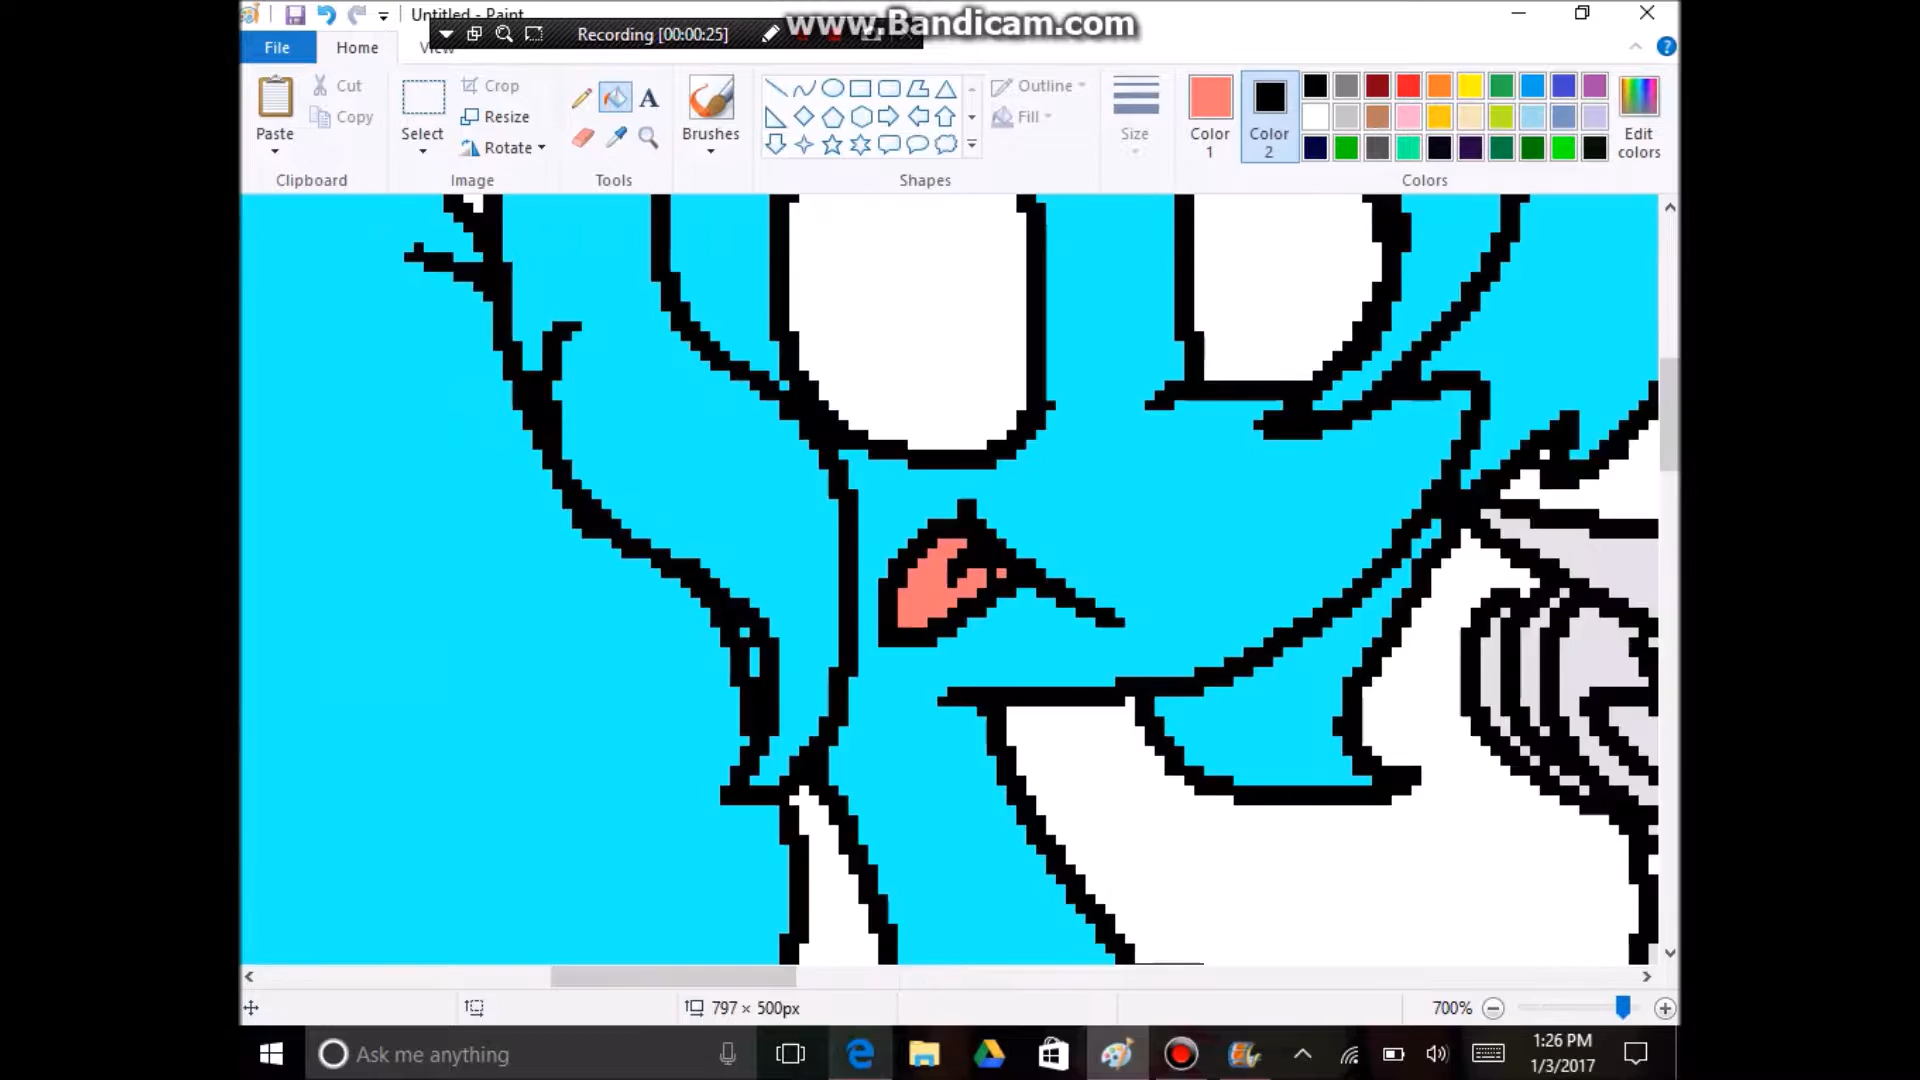 Untitled - Paint
Recording [00:00:25]
www.Bandicam.com
File
Home
View
Paste
Cut
Copy
Clipboard
Select
Crop
Resize
Rotate
Image
A
Tools
Brushes
Outline
Fill
Shapes
Size
Color 1
Color 2
Edit colors
Colors
797 × 500px
700%
Ask me anything
1:26 PM
1/3/2017